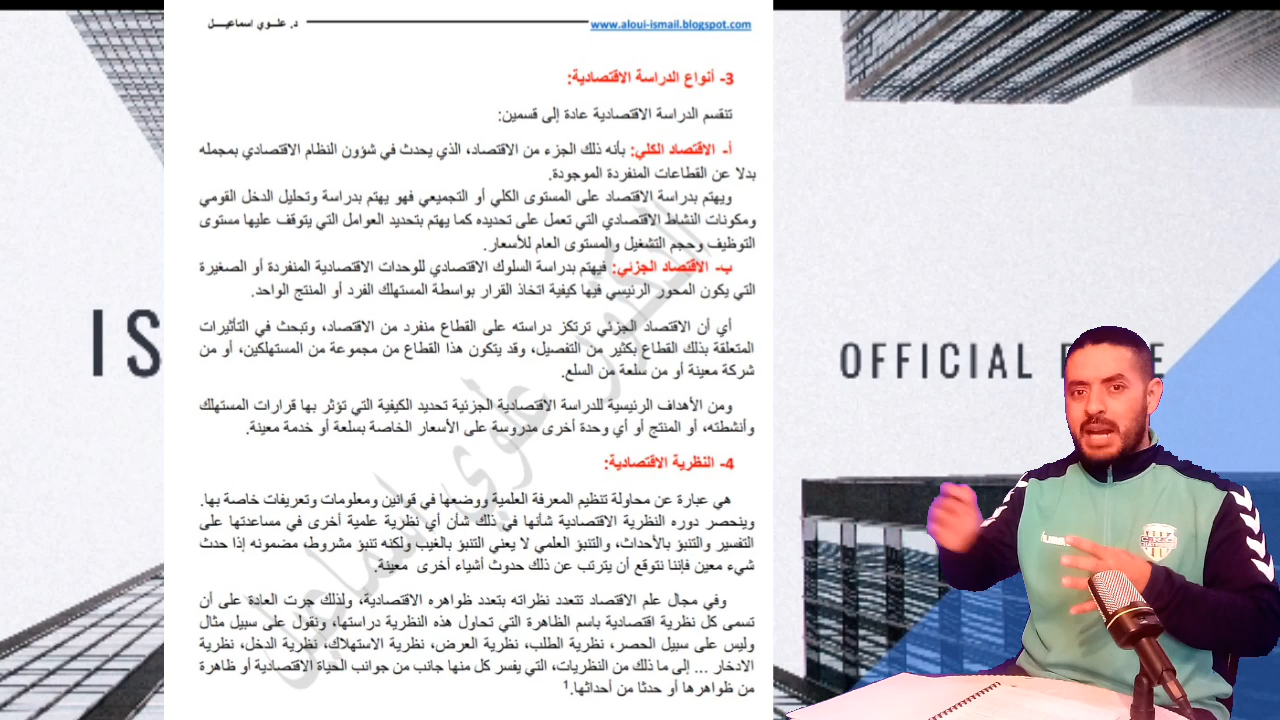 www.aloui-ismail.blogspot.com د. علـــوي اسماعيـــــل
3- أنواع الدراسة الاقتصادية:
تنقسم الدراسة الاقتصادية عادة إلى قسمين:
أ- الاقتصاد الكلي: بأنه ذلك الجزء من الاقتصاد، الذي يحدث في شؤون النظام الاقتصادي بمجمله
بدلا عن القطاعات المنفردة الموجودة.
ويهتم بدراسة الاقتصاد على المستوى الكلي أو التجميعي فهو يهتم بدراسة وتحليل الدخل القومي
ومكونات النشاط الاقتصادي التي تعمل على تحديده كما يهتم بتحديد العوامل التي يتوقف عليها مستوى
التوظيف وحجم التشغيل والمستوى العام للأسعار.
ب- الاقتصاد الجزئي: فيهتم بدراسة السلوك الاقتصادي للوحدات الاقتصادية المنفردة أو الصغيرة
التي يكون المحور الرئيسي فيها كيفية اتخاذ القرار بواسطة المستهلك الفرد أو المنتج الواحد.
أي أن الاقتصاد الجزئي ترتكز دراسته على القطاع منفرد من الاقتصاد، وتبحث في التأثيرات
المتعلقة بذلك القطاع بكثير من التفصيل، وقد يتكون هذا القطاع من مجموعة من المستهلكين، أو من
شركة معينة أو من سلعة من السلع.
ومن الأهداف الرئيسية للدراسة الاقتصادية الجزئية تحديد الكيفية التي تؤثر بها قرارات المستهلك
وأنشطته، أو المنتج أو أي وحدة أخرى مدروسة على الأسعار الخاصة بسلعة أو خدمة معينة.
4- النظرية الاقتصادية:
هي عبارة عن محاولة تنظيم المعرفة العلمية ووضعها في قوانين ومعلومات وتعريفات خاصة بها.
وينحصر دوره النظرية الاقتصادية شأنها في ذلك شأن أي نظرية علمية أخرى في مساعدتها على
التفسير والتنبؤ بالأحداث، والتنبؤ العلمي لا يعني التنبؤ بالغيب ولكنه تنبؤ مشروط، مضمونه إذا حدث
شيء معين فإننا نتوقع أن يترتب عن ذلك حدوث أشياء أخرى معينة.
وفي مجال علم الاقتصاد تتعدد نظراته بتعدد ظواهره الاقتصادية، ولذلك جرت العادة على أن
تسمى كل نظرية اقتصادية باسم الظاهرة التي تحاول هذه النظرية دراستها، ونقول على سبيل مثال
وليس على سبيل الحصر، نظرية الطلب، نظرية العرض، نظرية الاستهلاك، نظرية الدخل، نظرية
الادخار ... إلى ما ذلك من النظريات، التي يفسر كل منها جانب من جوانب الحياة الاقتصادية أو ظاهرة
من ظواهرها أو حدثا من أحداثها.1
الدكتور علوي إسماعيل
IS
OFFICIAL